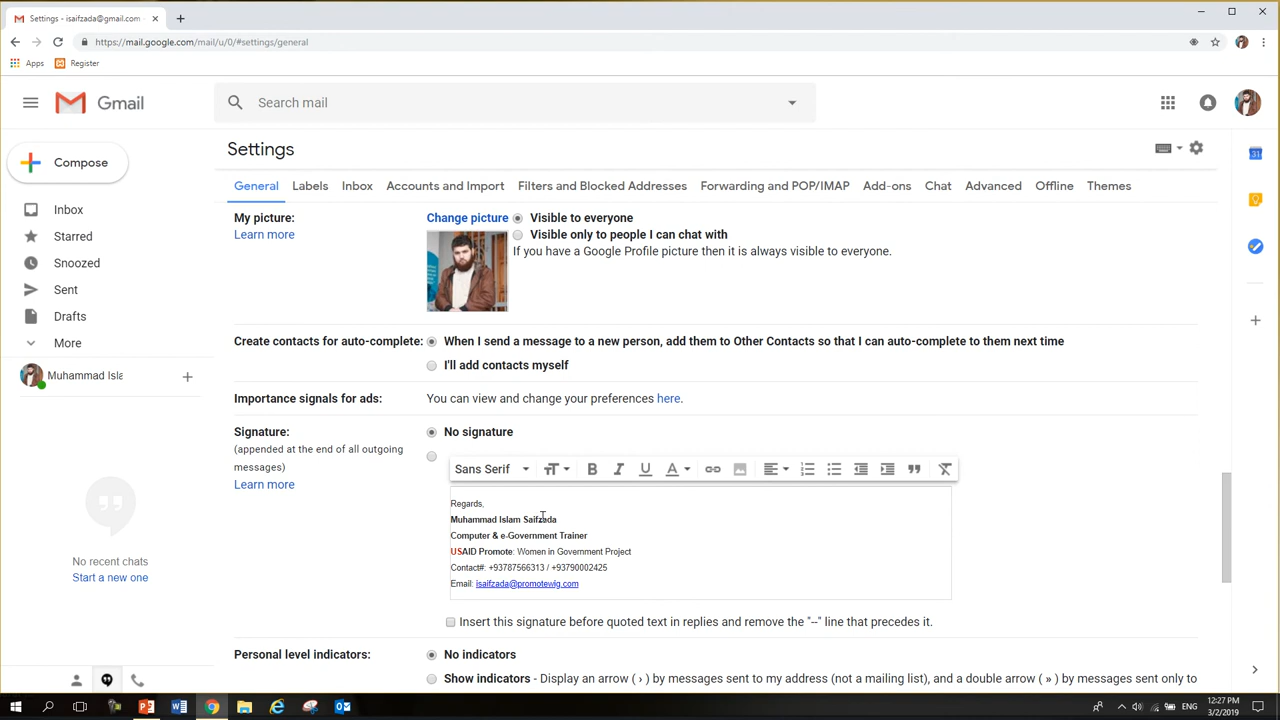 Settings - isaifzada@gmail.com -
https://mail.google.com/mail/u/0/#settings/general
Apps
Register
Gmail
Search mail
Compose
Settings
General
Labels
Inbox
Accounts and Import
Filters and Blocked Addresses
Forwarding and POP/IMAP
Add-ons
Chat
Advanced
Offline
Themes
31
Inbox
Starred
Snoozed
Sent
Drafts
More
Muhammad Isla
No recent chats
Start a new one
My picture:
Learn more
Change picture
Visible to everyone
Visible only to people I can chat with
If you have a Google Profile picture then it is always visible to everyone.
Create contacts for auto-complete:
When I send a message to a new person, add them to Other Contacts so that I can auto-complete to them next time
I'll add contacts myself
Importance signals for ads:
You can view and change your preferences here.
Signature:
(appended at the end of all outgoing
messages)
Learn more
No signature
Sans Serif
Regards,
Muhammad Islam Saifzada
Computer & e-Government Trainer
USAID Promote: Women in Government Project
Contact#: +93787566313 / +93790002425
Email: isaifzada@promotewig.com
Insert this signature before quoted text in replies and remove the "--" line that precedes it.
Personal level indicators:
No indicators
Show indicators - Display an arrow ( › ) by messages sent to my address (not a mailing list), and a double arrow ( » ) by messages sent only to
ENG
12:27 PM
3/2/2019